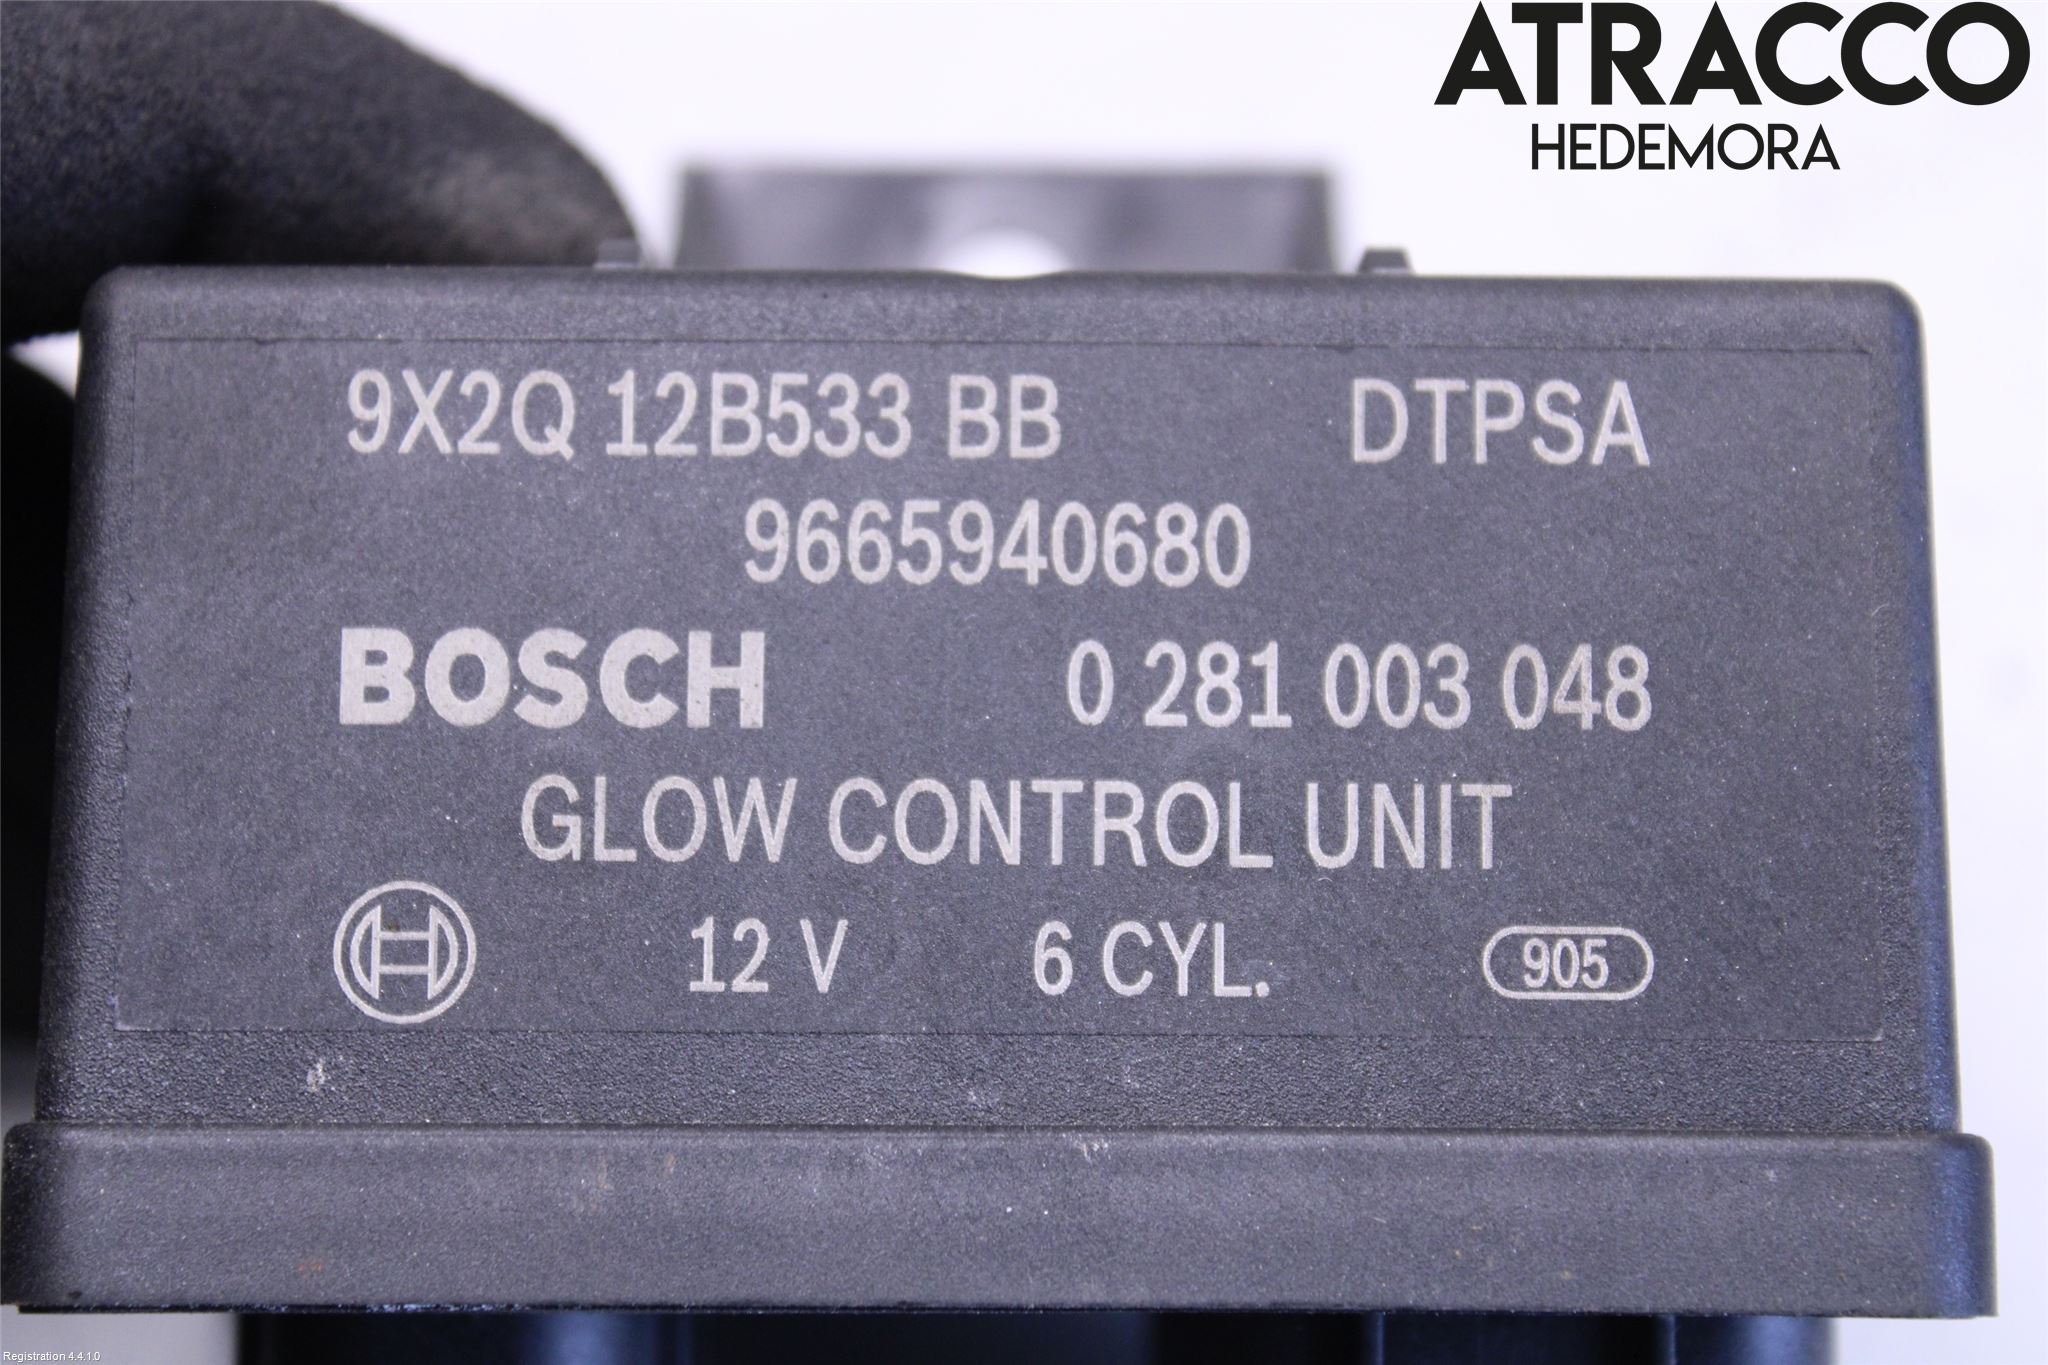 ATRACCO
HEDEMORA
9X2Q 12B533 BB DTPSA
9665940680
BOSCH 0 281 003 048
GLOW CONTROL UNIT
12 V 6 CYL. 905
Registration 4.4.1.0